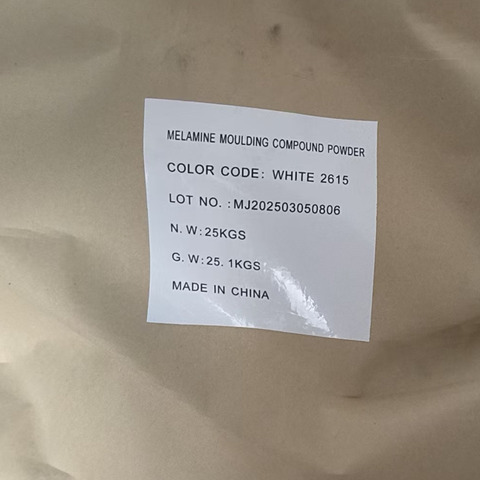 MELAMINE MOULDING COMPOUND POWDER
COLOR CODE: WHITE 2615
LOT NO. :MJ202503050806
N. W:25KGS
G. W:25. 1KGS
MADE IN CHINA